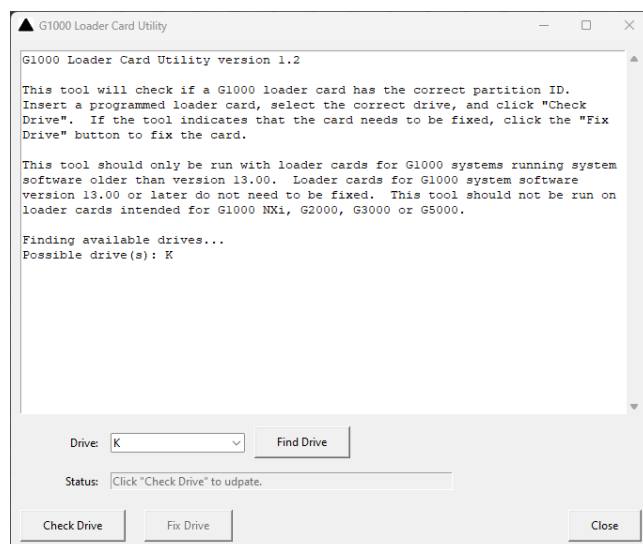 G1000 Loader Card Utility
G1000 Loader Card Utility version 1.2
This tool will check if a G1000 loader card has the correct partition ID.
Insert a programmed loader card, select the correct drive, and click "Check
Drive".  If the tool indicates that the card needs to be fixed, click the "Fix
Drive" button to fix the card.
This tool should only be run with loader cards for G1000 systems running system
software older than version 13.00.  Loader cards for G1000 system software
version 13.00 or later do not need to be fixed.  This tool should not be run on
loader cards intended for G1000 NXi, G2000, G3000 or G5000.
Finding available drives...
Possible drive(s): K
Drive: K Find Drive
Status: Click "Check Drive" to udpate.
Check Drive Fix Drive Close